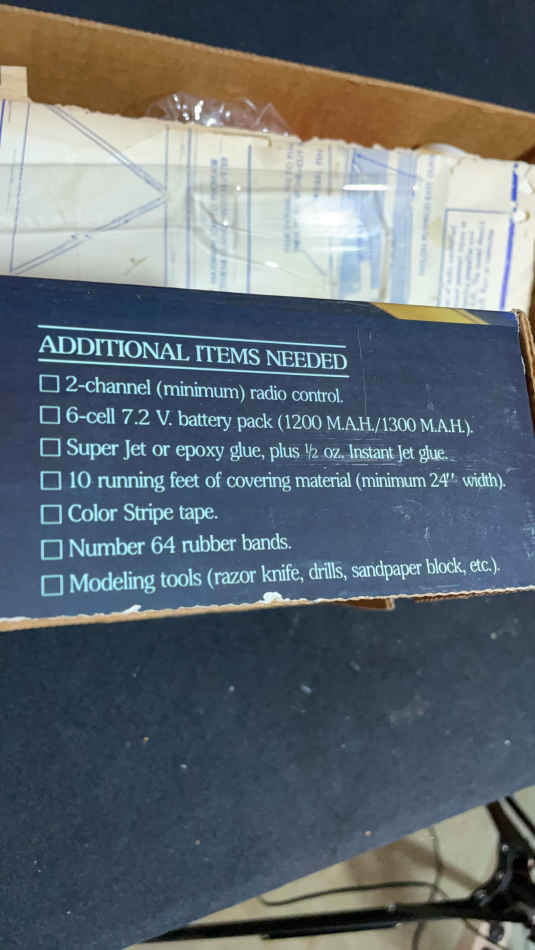 ADDITIONAL ITEMS NEEDED
2-channel (minimum) radio control.
6-cell 7.2 V. battery pack (1200 M.A.H./1300 M.A.H.).
Super Jet or epoxy glue, plus ½ oz. Instant Jet glue.
10 running feet of covering material (minimum 24" width).
Color Stripe tape.
Number 64 rubber bands.
Modeling tools (razor knife, drills, sandpaper block, etc.).